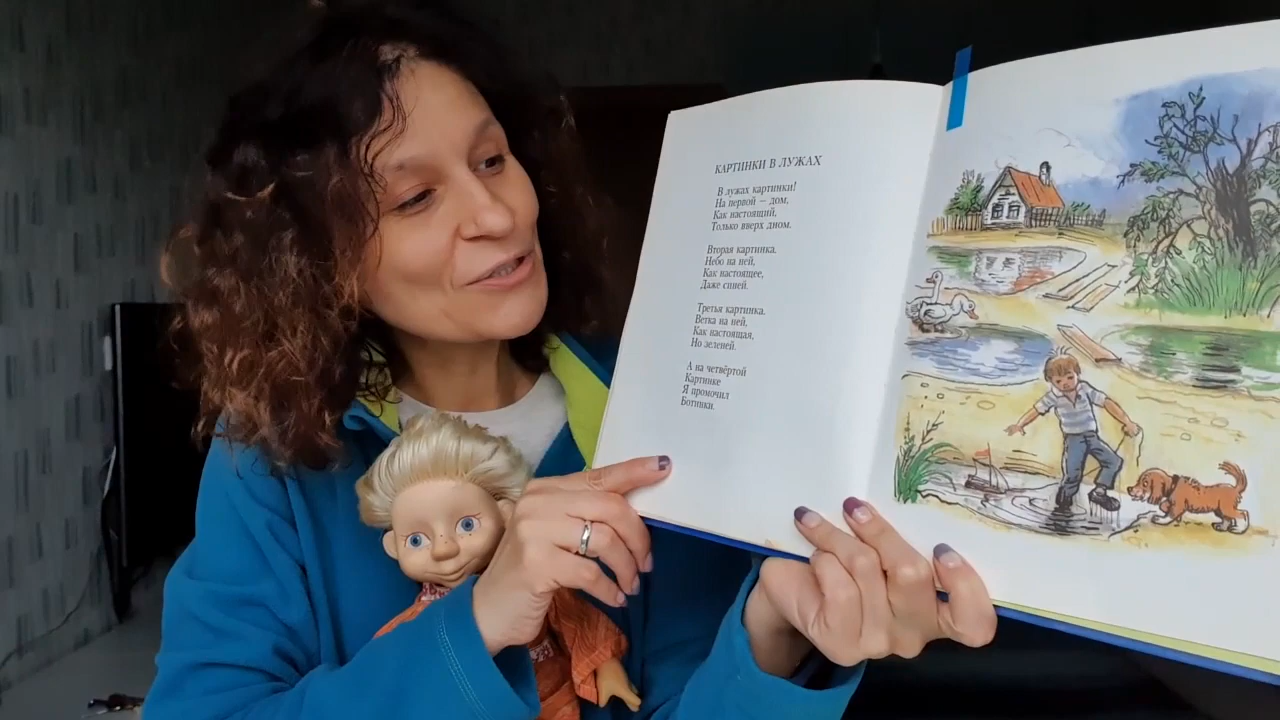 КАРТИНКИ В ЛУЖАХ
В лужах картинки!
На первой — дом,
Как настоящий,
Только вверх дном.
Вторая картинка.
Небо на ней,
Как настоящее,
Даже синей.
Третья картинка.
Ветка на ней,
Как настоящая,
Но зеленей.
А на четвёртой
Картинке
Я промочил
Ботинки.